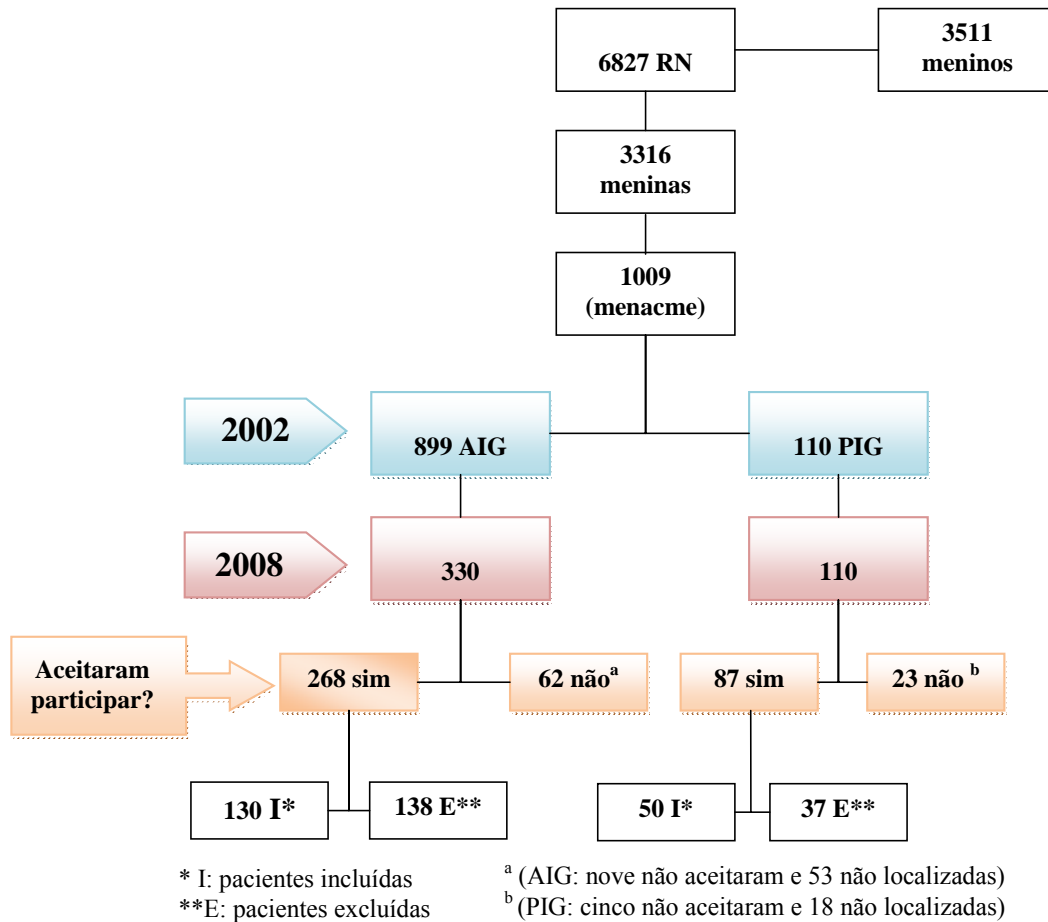 6827 RN
3511
meninos
3316
meninas
1009
(menacme)
2002
899 AIG
110 PIG
2008
330
110
Aceitaram
participar?
268 sim
62 nãoᵃ
87 sim
23 não ᵇ
130 I*
138 E**
50 I*
37 E**
* I: pacientes incluídas
**E: pacientes excluídas
ᵃ (AIG: nove não aceitaram e 53 não localizadas)
ᵇ (PIG: cinco não aceitaram e 18 não localizadas)